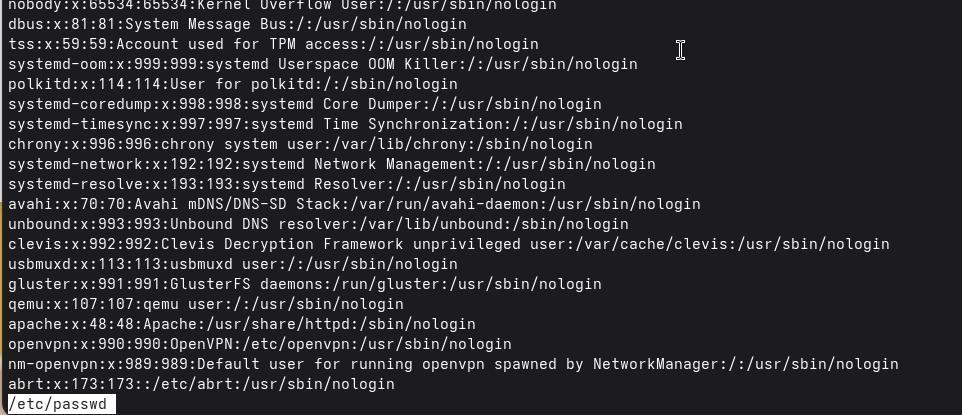 nobody:x:65534:65534:Kernel Overflow User:/:/usr/sbin/nologin
dbus:x:81:81:System Message Bus:/:/usr/sbin/nologin
tss:x:59:59:Account used for TPM access:/:/usr/sbin/nologin
systemd-oom:x:999:999:systemd Userspace OOM Killer:/:/usr/sbin/nologin
polkitd:x:114:114:User for polkitd:/:/sbin/nologin
systemd-coredump:x:998:998:systemd Core Dumper:/:/usr/sbin/nologin
systemd-timesync:x:997:997:systemd Time Synchronization:/:/usr/sbin/nologin
chrony:x:996:996:chrony system user:/var/lib/chrony:/sbin/nologin
systemd-network:x:192:192:systemd Network Management:/:/usr/sbin/nologin
systemd-resolve:x:193:193:systemd Resolver:/:/usr/sbin/nologin
avahi:x:70:70:Avahi mDNS/DNS-SD Stack:/var/run/avahi-daemon:/usr/sbin/nologin
unbound:x:993:993:Unbound DNS resolver:/var/lib/unbound:/sbin/nologin
clevis:x:992:992:Clevis Decryption Framework unprivileged user:/var/cache/clevis:/usr/sbin/nologin
usbmuxd:x:113:113:usbmuxd user:/:/usr/sbin/nologin
gluster:x:991:991:GlusterFS daemons:/run/gluster:/usr/sbin/nologin
qemu:x:107:107:qemu user:/:/usr/sbin/nologin
apache:x:48:48:Apache:/usr/share/httpd:/sbin/nologin
openvpn:x:990:990:OpenVPN:/etc/openvpn:/usr/sbin/nologin
nm-openvpn:x:989:989:Default user for running openvpn spawned by NetworkManager:/:/usr/sbin/nologin
abrt:x:173:173::/etc/abrt:/usr/sbin/nologin
/etc/passwd